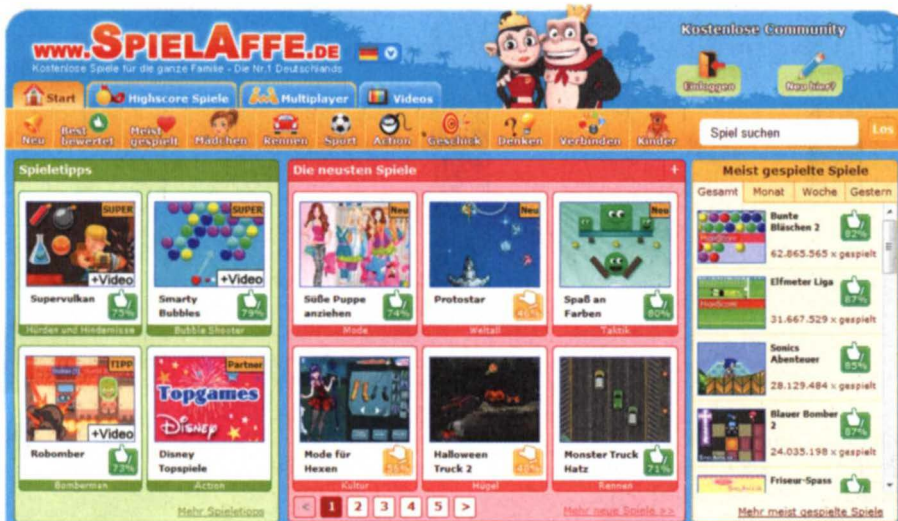 www.SPIELAFFE.DE
Kostenlose Spiele für die ganze Familie - Die Nr.1 Deutschlands
Kostenlose Community
Einloggen
Neu hier?
Start
Highscore Spiele
Multiplayer
Videos
Neu
Best bewertet
Meist gespielt
Mädchen
Rennen
Sport
Action
Geschick
Denken
Verbinden
Kinder
Spiel suchen
Los
Spieletipps
SUPER
+Video
Supervulkan
75%
Hürden und Hindernisse
SUPER
+Video
Smarty
Bubbles
79%
Bubble Shooter
TIPP
+Video
Robomber
73%
Bomberman
Partner
Topgames
Disney
Disney
Topspiele
Action
Mehr Spieletipps
Die neusten Spiele
+
Neu
Süße Puppe
anziehen
74%
Mode
Neu
Protostar
Weltall
Neu
Spaß an
Farben
60%
Taktik
Mode für
Hexen
Kultur
Halloween
Truck 2
Hügel
Monster Truck
Hatz
71%
Rennen
< 1 2 3 4 5 >
Mehr neue Spiele >>
Meist gespielte Spiele
Gesamt Monat Woche Gestern
HighScore
Bunte
Bläschen 2
82%
62.865.565 x gespielt
HighScore
Elfmeter Liga
87%
31.667.529 x gespielt
Sonics
Abenteuer
85%
28.129.484 x gespielt
Blauer Bomber
2
87%
24.035.198 x gespielt
Friseur-Spass
Mehr meist gespielte Spiele